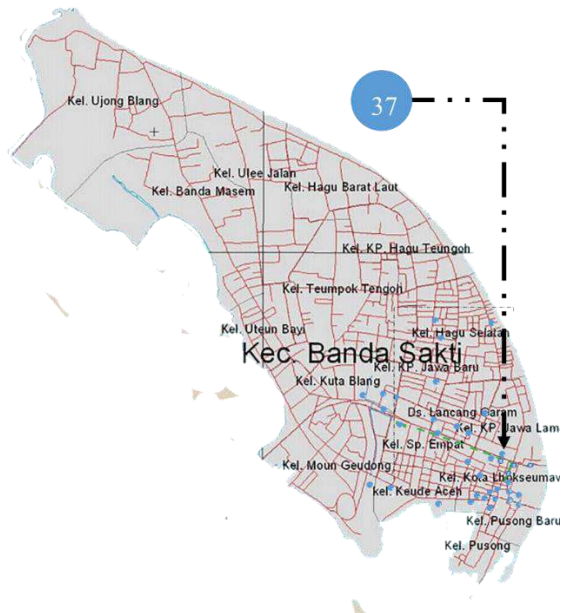 Kel. Ujong Blang
37
Kel. Ulee Jalan
Kel. Banda Masem
Kel. Hagu Barat Laut
Kel. KP. Hagu Teungoh
Kel. Teumpok Tengoh
Kel. Uteun Bayi
Kel. Hagu Selatan
Kec. Banda Sakti
Kel. KP. Jawa Baru
Kel. Kuta Blang
Ds. Lancang Garam
Kel. KP. Jawa Lam
Kel. Sp. Empat
Kel. Moun Geudong
Kel. Kota Lhokseumaw
kel. Keude Aceh
Kel. Pusong Baru
Kel. Pusong